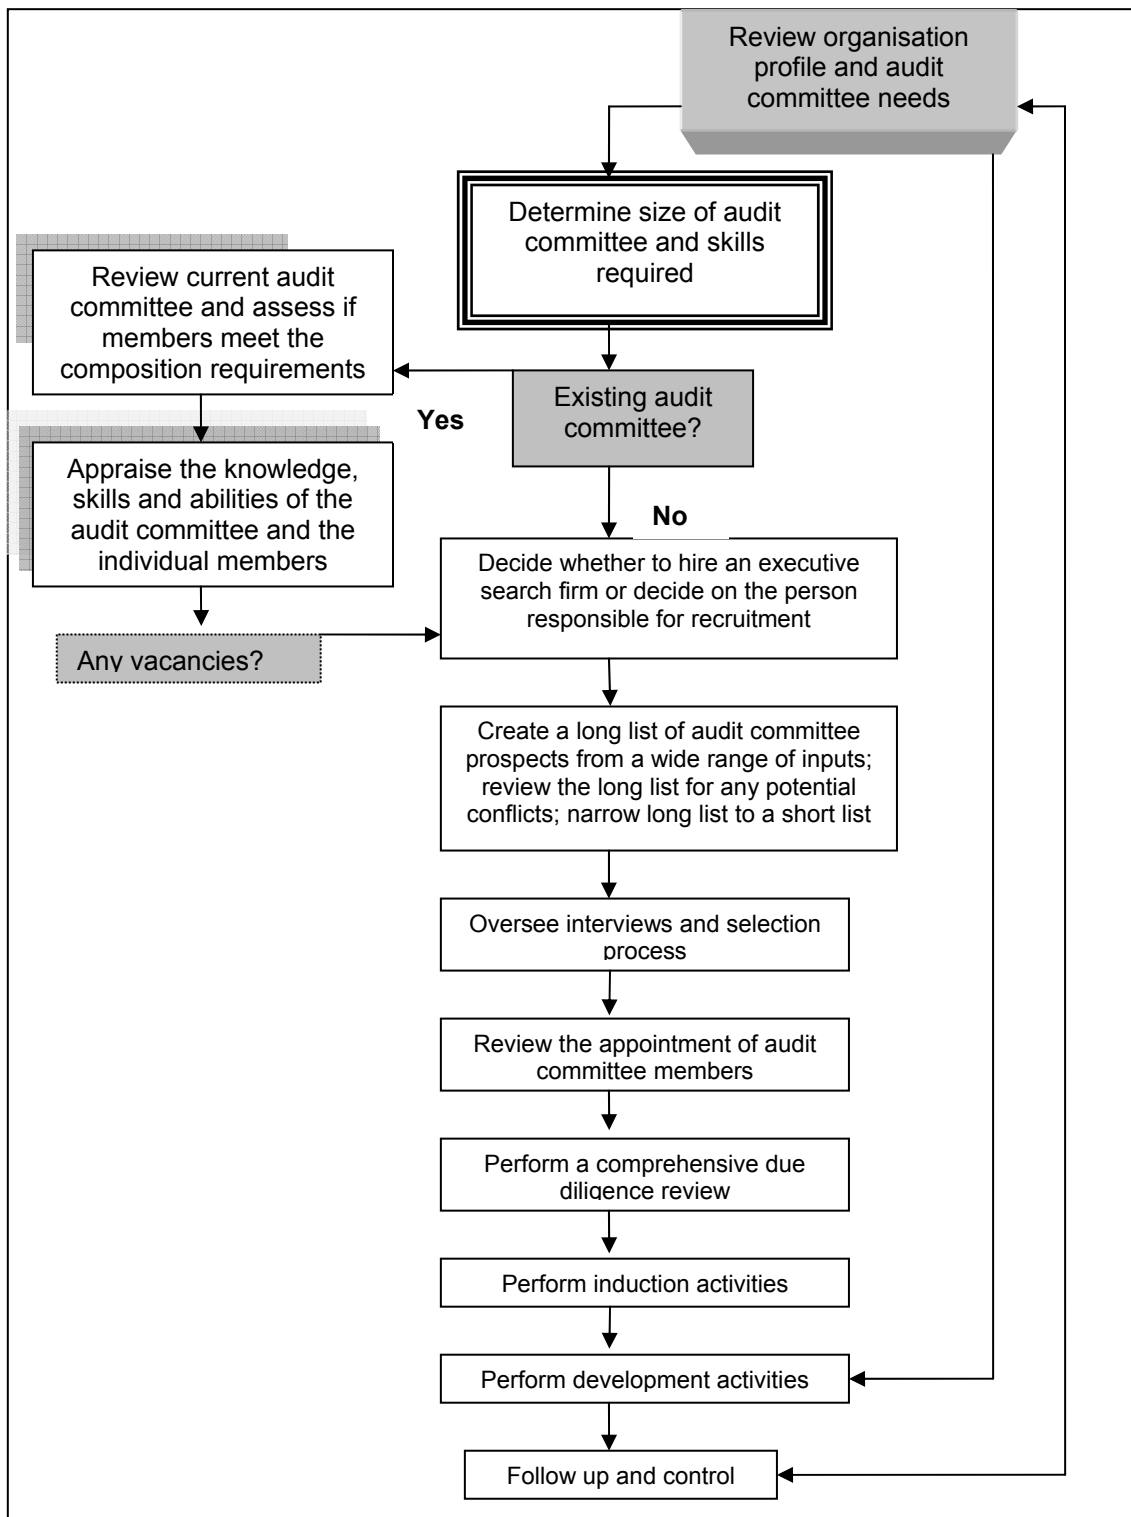 Review organisation
profile and audit
committee needs
Determine size of audit
committee and skills
required
Review current audit
committee and assess if
members meet the
composition requirements
Existing audit
committee?
Yes
Appraise the knowledge,
skills and abilities of the
audit committee and the
individual members
No
Decide whether to hire an executive
search firm or decide on the person
responsible for recruitment
Any vacancies?
Create a long list of audit committee
prospects from a wide range of inputs;
review the long list for any potential
conflicts; narrow long list to a short list
Oversee interviews and selection
process
Review the appointment of audit
committee members
Perform a comprehensive due
diligence review
Perform induction activities
Perform development activities
Follow up and control